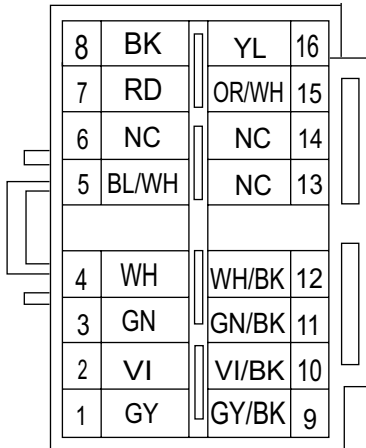 8 BK YL 16
7 RD OR/WH 15
6 NC NC 14
5 BL/WH NC 13
4 WH WH/BK 12
3 GN GN/BK 11
2 VI VI/BK 10
1 GY GY/BK 9